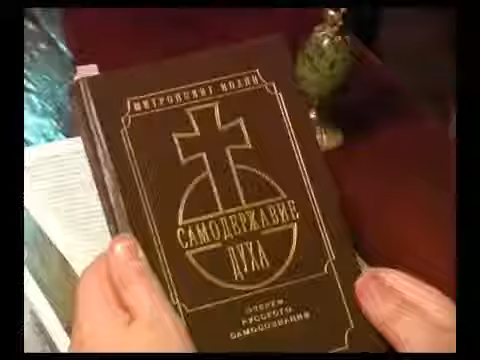 МИТРОПОЛИТ ИОАНН
САМОДЕРЖАВИЕ
ДУХА
ОЧЕРКИ
РУССКОГО
САМОСОЗНАНИЯ